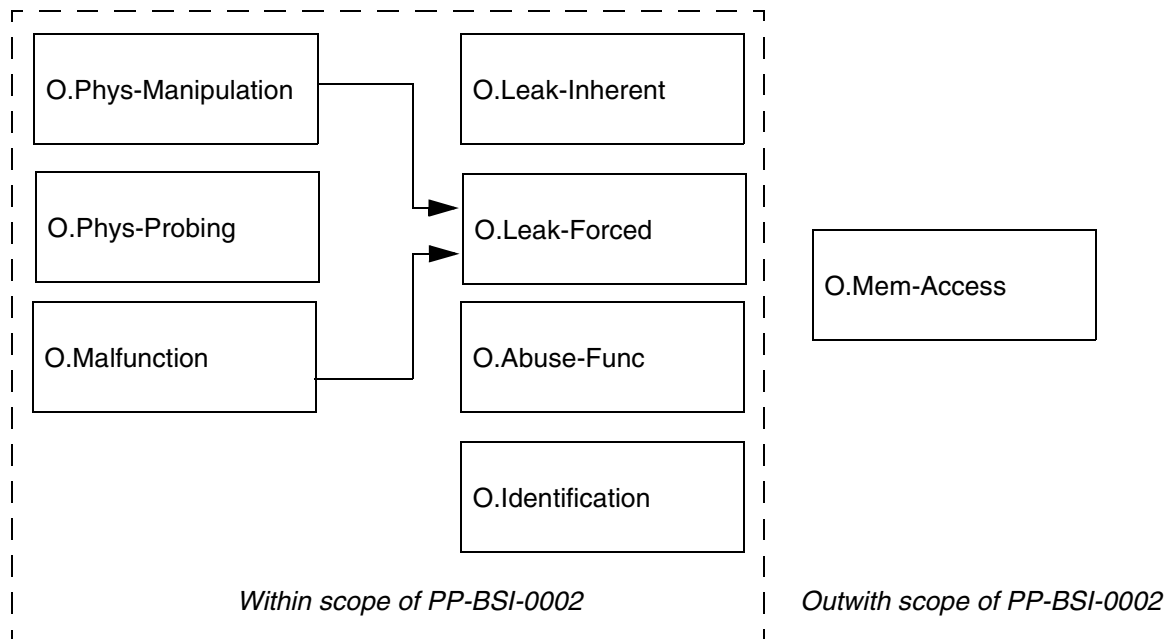 O.Phys-Manipulation
O.Leak-Inherent
O.Phys-Probing
O.Leak-Forced
O.Mem-Access
O.Malfunction
O.Abuse-Func
O.Identification
Within scope of PP-BSI-0002
Outwith scope of PP-BSI-0002